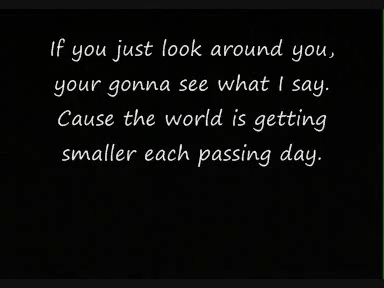 If you just look around you,
your gonna see what I say.
Cause the world is getting
smaller each passing day.